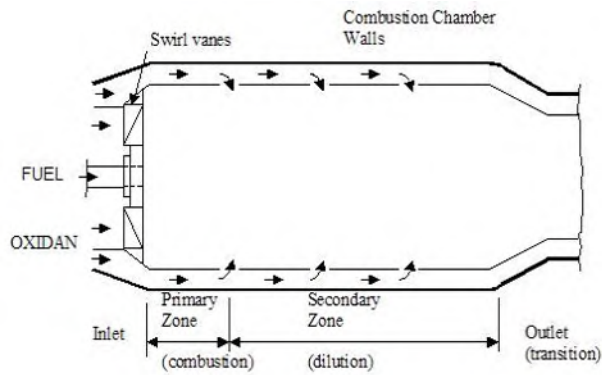 Combustion Chamber
Walls
Swirl vanes
FUEL
OXIDAN
Primary
Zone
Secondary
Zone
Inlet
Outlet
(transition)
(combustion)
(dilution)